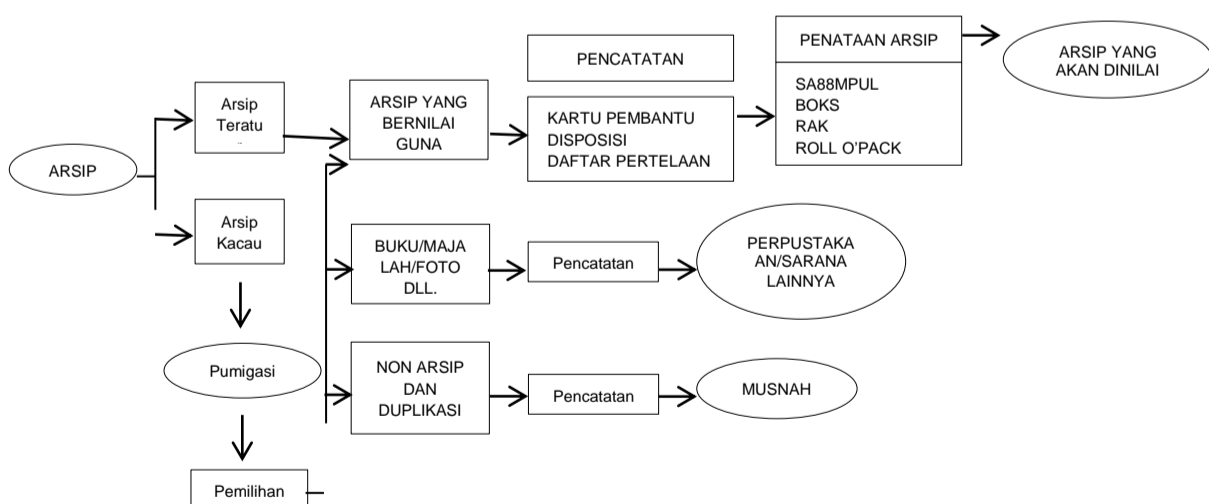 ARSIP
Arsip
Teratu
Arsip
Kacau
Pumigasi
Pemilihan
ARSIP YANG
BERNILAI
GUNA
BUKU/MAJA
LAH/FOTO
DLL.
NON ARSIP
DAN
DUPLIKASI
PENCATATAN
KARTU PEMBANTU
DISPOSISI
DAFTAR PERTELAAN
Pencatatan
Pencatatan
PENATAAN ARSIP
SA88MPUL
BOKS
RAK
ROLL O'PACK
ARSIP YANG
AKAN DINILAI
PERPUSTAKA
AN/SARANA
LAINNYA
MUSNAH